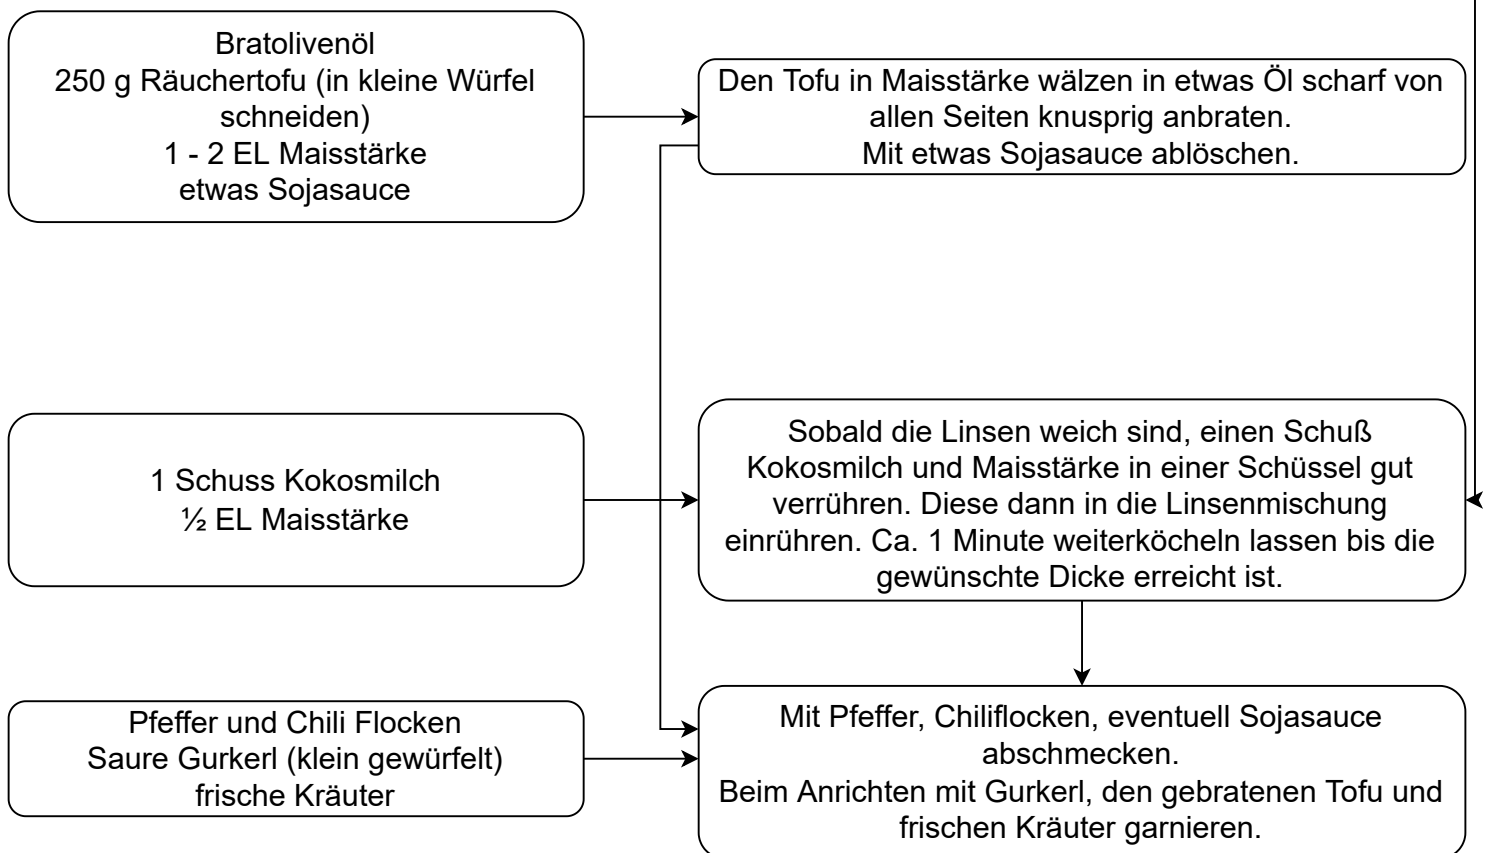 Bratolivenöl
250 g Räuchertofu (in kleine Würfel
schneiden)
1 - 2 EL Maisstärke
etwas Sojasauce
Den Tofu in Maisstärke wälzen in etwas Öl scharf von
allen Seiten knusprig anbraten.
Mit etwas Sojasauce ablöschen.
1 Schuss Kokosmilch
½ EL Maisstärke
Sobald die Linsen weich sind, einen Schuß
Kokosmilch und Maisstärke in einer Schüssel gut
verrühren. Diese dann in die Linsenmischung
einrühren. Ca. 1 Minute weiterköcheln lassen bis die
gewünschte Dicke erreicht ist.
Pfeffer und Chili Flocken
Saure Gurkerl (klein gewürfelt)
frische Kräuter
Mit Pfeffer, Chiliflocken, eventuell Sojasauce
abschmecken.
Beim Anrichten mit Gurkerl, den gebratenen Tofu und
frischen Kräuter garnieren.